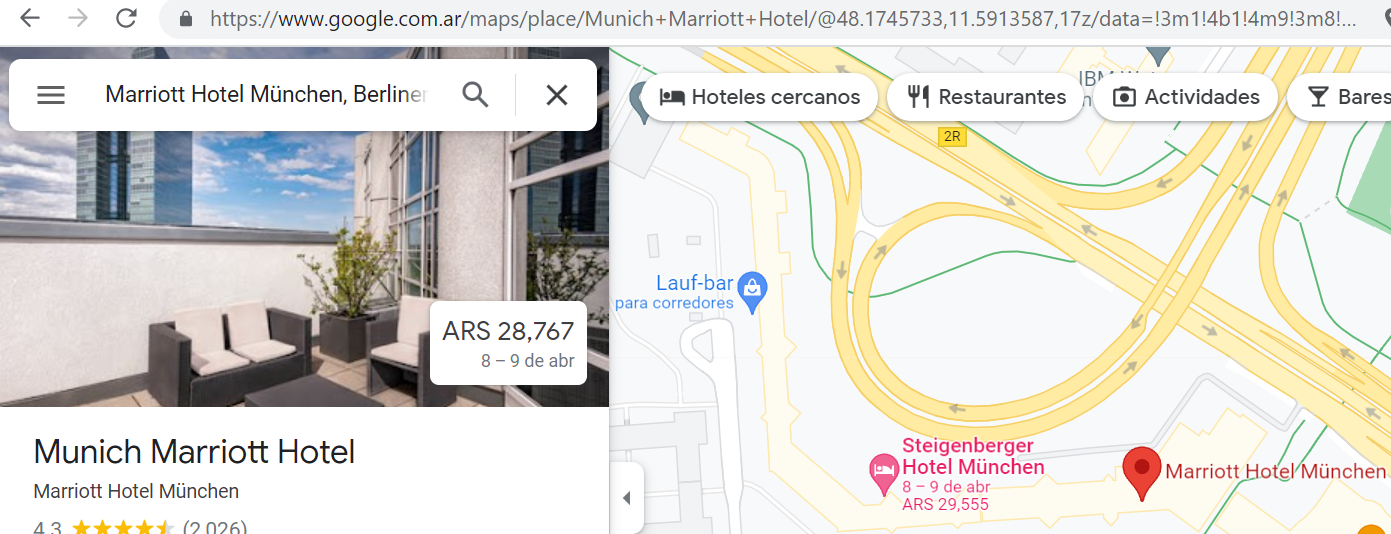 https://www.google.com.ar/maps/place/Munich+Marriott+Hotel/@48.1745733,11.5913587,17z/data=!3m1!4b1!4m9!3m8!...
Marriott Hotel München, Berliner
Hoteles cercanos
Restaurantes
Actividades
Bares
IBM
2R
Lauf-bar
para corredores
ARS 28,767
8 – 9 de abr
Munich Marriott Hotel
Marriott Hotel München
4.3
(2,026)
Steigenberger
Hotel München
8 – 9 de abr
ARS 29,555
Marriott Hotel München